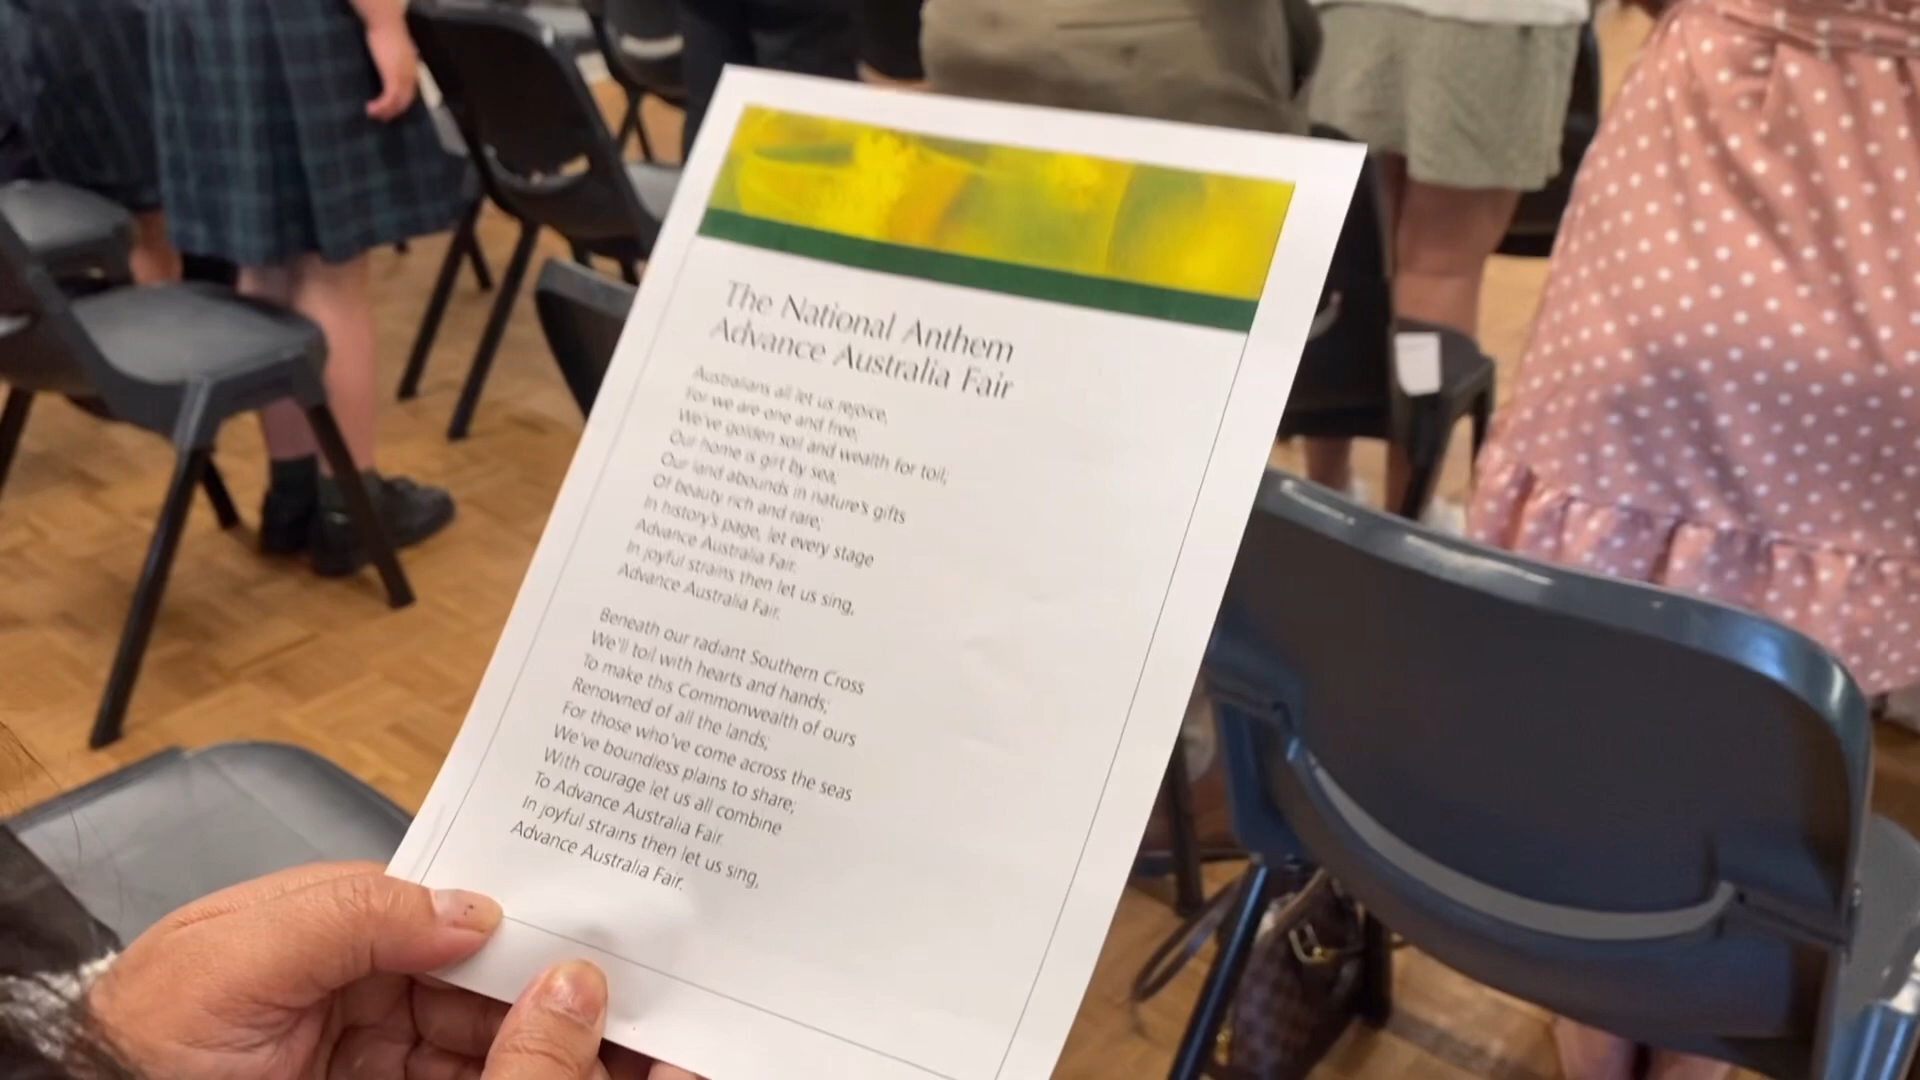 The National Anthem
Advance Australia Fair
Australians all let us rejoice,
For we are one and free;
We've golden soil and wealth for toil;
Our home is girt by sea;
Our land abounds in nature's gifts
Of beauty rich and rare;
In history's page, let every stage
Advance Australia Fair.
In joyful strains then let us sing,
Advance Australia Fair.
Beneath our radiant Southern Cross
We'll toil with hearts and hands;
To make this Commonwealth of ours
Renowned of all the lands;
For those who've come across the seas
We've boundless plains to share;
With courage let us all combine
To Advance Australia Fair.
In joyful strains then let us sing,
Advance Australia Fair.